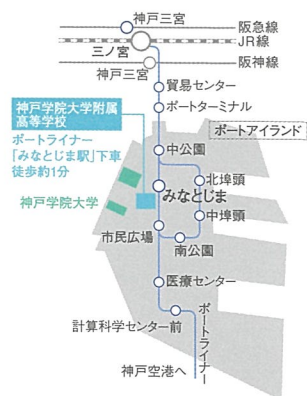 神戸三宮
阪急線
JR線
三ノ宮
阪神線
神戸三宮
貿易センター
ポートターミナル
神戸学院大学附属
高等学校
ポートライナー
「みなとじま駅」下車
徒歩約1分
ポートアイランド
中公園
北埠頭
みなとじま
神戸学院大学
中埠頭
市民広場
南公園
医療センター
計算科学センター前
ポートライナー
神戸空港へ